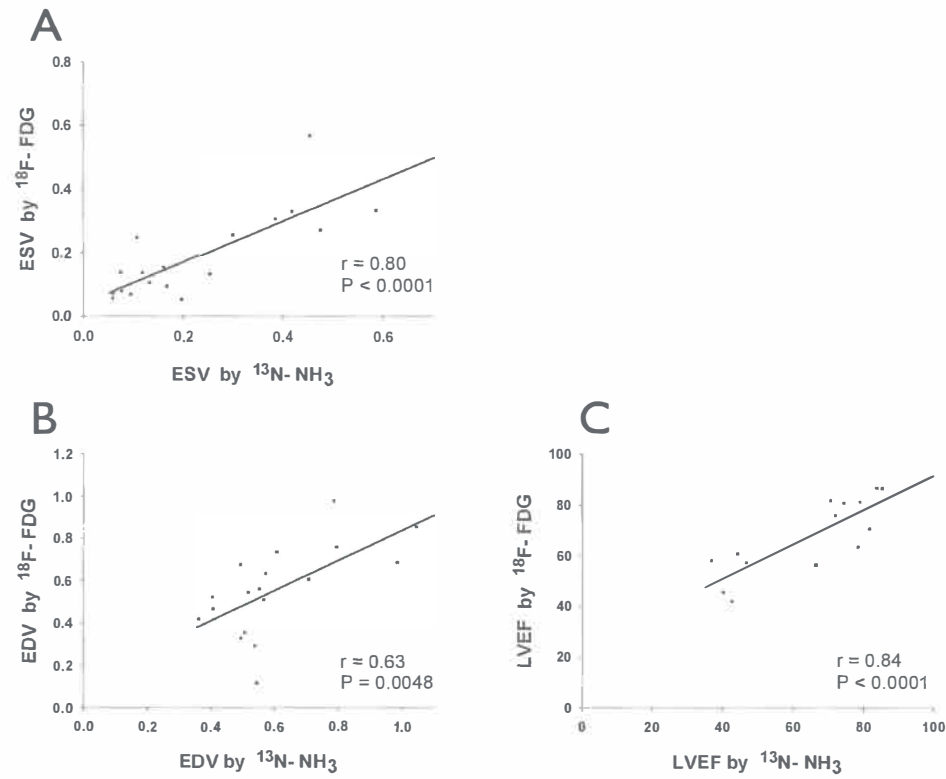 A
0.8
0.6
0.4
0.2
0.0
ESV by 18F-FDG
r = 0.80
P < 0.0001
0.0 0.2 0.4 0.6
ESV by 13N-NH3
B
1.2
1.0
0.8
0.6
0.4
0.2
0.0
EDV by 18F-FDG
r = 0.63
P = 0.0048
0.0 0.2 0.4 0.6 0.8 1.0
EDV by 13N-NH3
C
100
80
60
40
20
0
LVEF by 18F-FDG
r = 0.84
P < 0.0001
0 20 40 60 80 100
LVEF by 13N-NH3